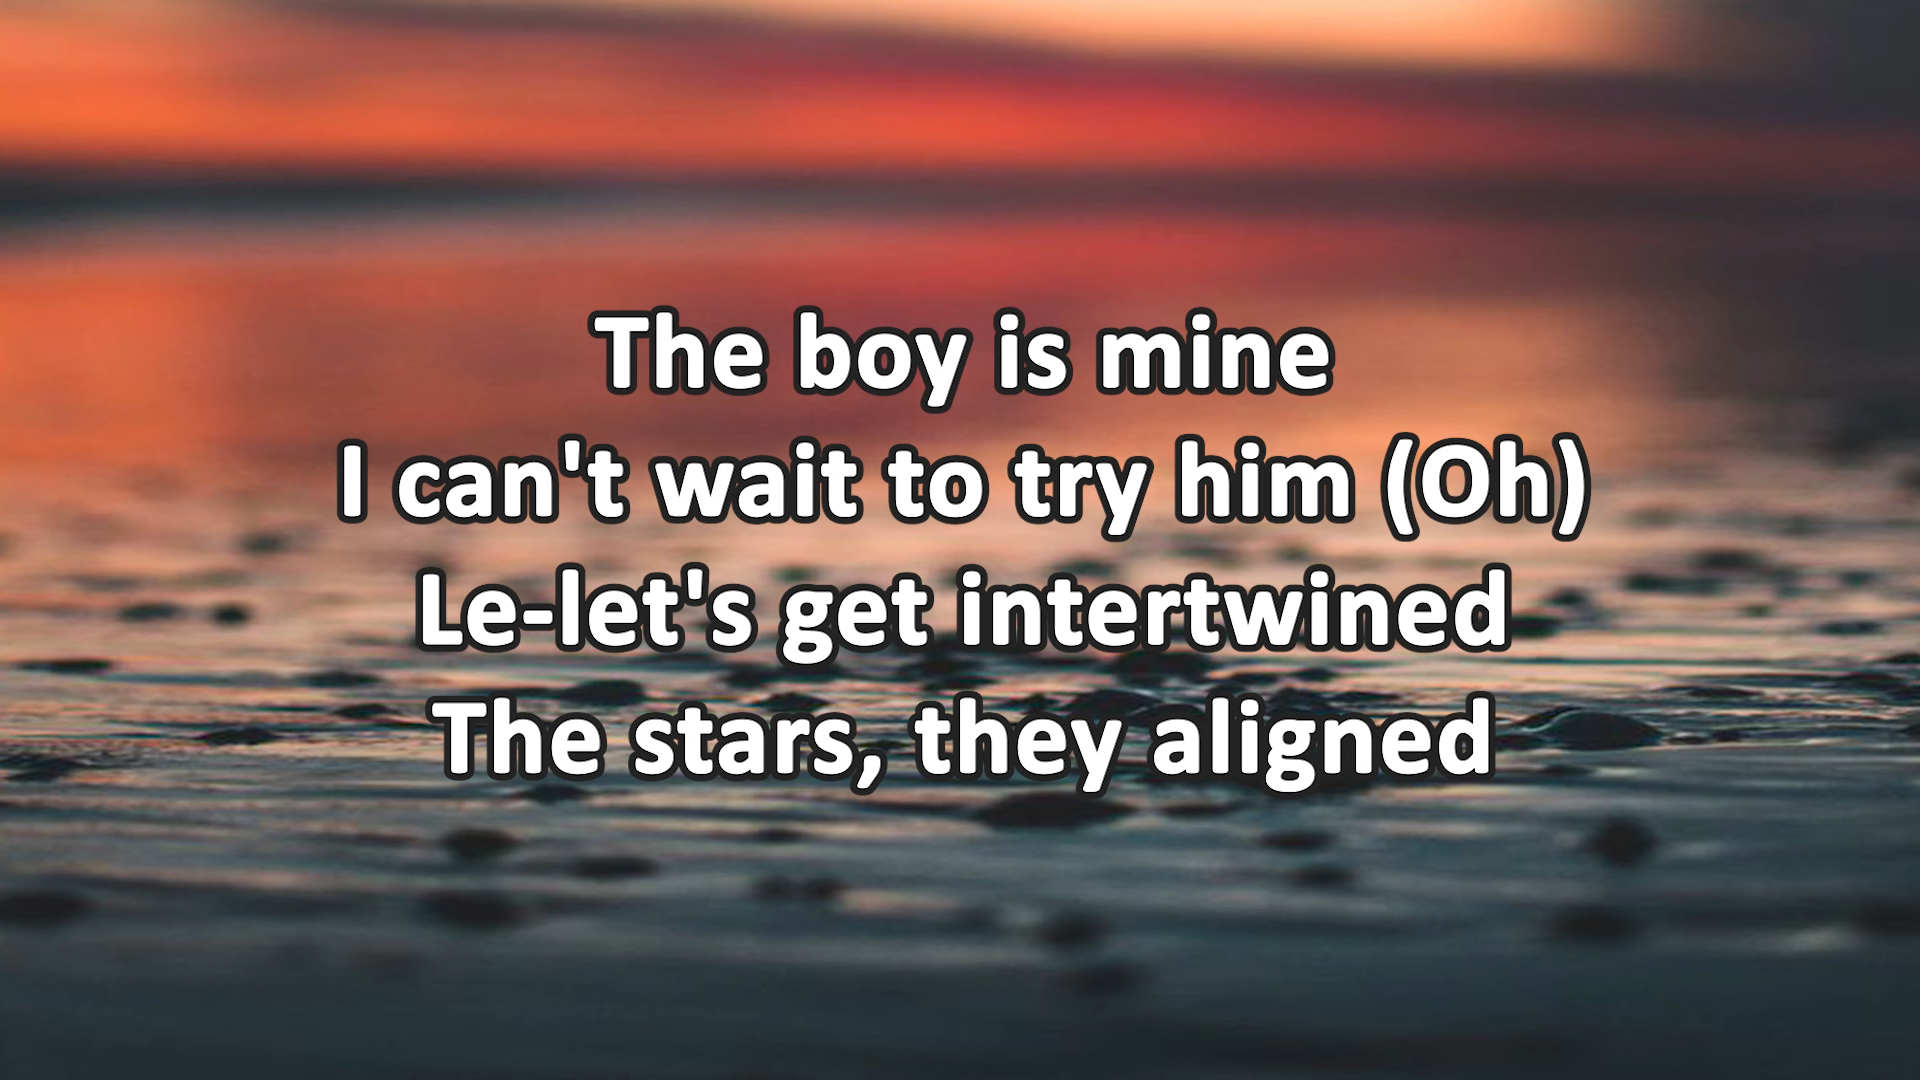 The boy is mine
I can't wait to try him (Oh)
Le-let's get intertwined
The stars, they aligned